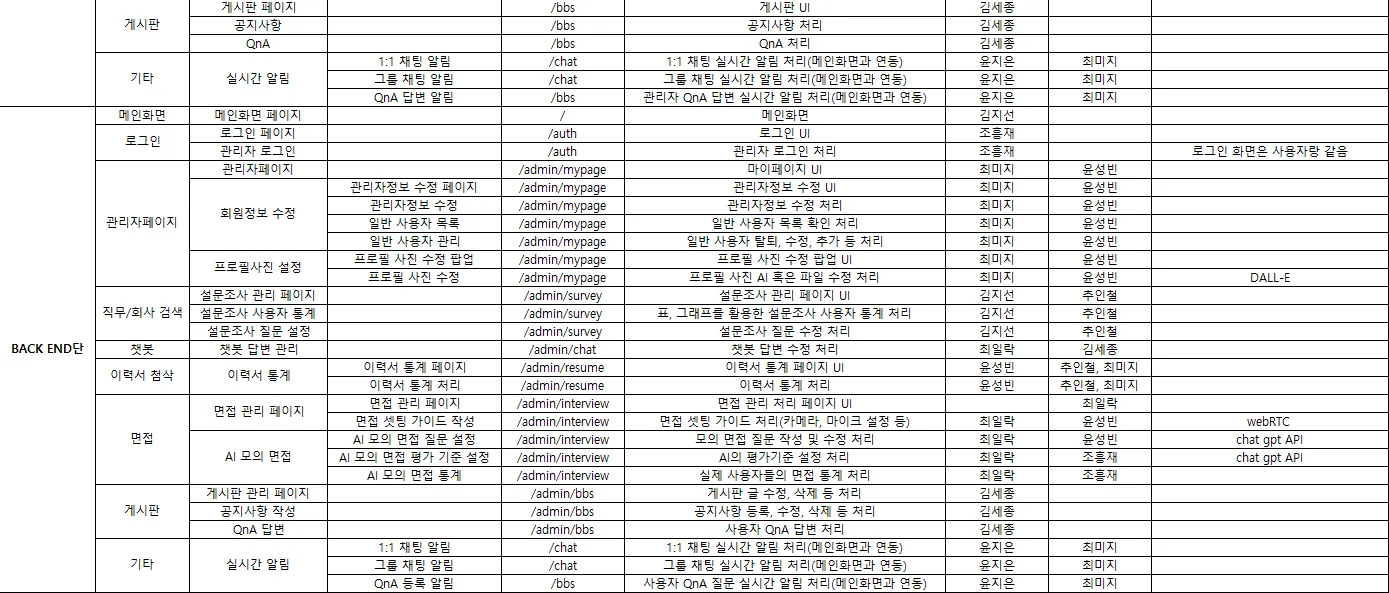 게시판 페이지 /bbs 게시판 UI 김세종
게시판 공지사항 /bbs 공지사항 처리 김세종
QnA /bbs QnA 처리 김세종
1:1 채팅 알림 /chat 1:1 채팅 실시간 알림 처리(메인화면과 연동) 윤지은 최미지
기타 실시간 알림 그룹 채팅 알림 /chat 그룹 채팅 실시간 알림 처리(메인화면과 연동) 윤지은 최미지
QnA 답변 알림 /bbs 관리자 QnA 답변 실시간 알림 처리(메인화면과 연동) 윤지은 최미지
메인화면 메인화면 페이지 / 메인화면 김지선
로그인 로그인 페이지 /auth 로그인 UI 조흥재
관리자 로그인 /auth 관리자 로그인 처리 조흥재 로그인 화면은 사용자랑 같음
관리자페이지 /admin/mypage 마이페이지 UI 최미지 윤성빈
관리자정보 수정 페이지 /admin/mypage 관리자정보 수정 UI 최미지 윤성빈
회원정보 수정 관리자정보 수정 /admin/mypage 관리자정보 수정 처리 최미지 윤성빈
관리자페이지 일반 사용자 목록 /admin/mypage 일반 사용자 목록 확인 처리 최미지 윤성빈
일반 사용자 관리 /admin/mypage 일반 사용자 탈퇴, 수정, 추가 등 처리 최미지 윤성빈
프로필사진 설정 프로필 사진 수정 팝업 /admin/mypage 프로필 사진 수정 팝업 UI 최미지 윤성빈
프로필 사진 수정 /admin/mypage 프로필 사진 AI 혹은 파일 수정 처리 최미지 윤성빈 DALL-E
설문조사 관리 페이지 /admin/survey 설문조사 관리 페이지 UI 김지선 추인철
직무/회사 검색 설문조사 사용자 통계 /admin/survey 표, 그래프를 활용한 설문조사 사용자 통계 처리 김지선 추인철
설문조사 질문 설정 /admin/survey 설문조사 질문 수정 처리 김지선 추인철
BACK END단 챗봇 챗봇 답변 관리 /admin/chat 챗봇 답변 수정 처리 최일락 김세종
이력서 첨삭 이력서 통계 이력서 통계 페이지 /admin/resume 이력서 통계 페이지 UI 윤성빈 추인철, 최미지
이력서 통계 처리 /admin/resume 이력서 통계 처리 윤성빈 추인철, 최미지
면접 관리 페이지 면접 관리 페이지 /admin/interview 면접 관리 처리 페이지 UI 최일락
면접 셋팅 가이드 작성 /admin/interview 면접 셋팅 가이드 처리(카메라, 마이크 설정 등) 최일락 윤성빈 webRTC
면접 AI 모의 면접 질문 설정 /admin/interview 모의 면접 질문 작성 및 수정 처리 최일락 윤성빈 chat gpt API
AI 모의 면접 AI 모의 면접 평가 기준 설정 /admin/interview AI의 평가기준 설정 처리 최일락 조흥재 chat gpt API
AI 모의 면접 통계 /admin/interview 실제 사용자들의 면접 통계 처리 최일락 조흥재
게시판 관리 페이지 /admin/bbs 게시판 글 수정, 삭제 등 처리 김세종
게시판 공지사항 작성 /admin/bbs 공지사항 등록, 수정, 삭제 등 처리 김세종
QnA 답변 /admin/bbs 사용자 QnA 답변 처리 김세종
1:1 채팅 알림 /chat 1:1 채팅 실시간 알림 처리(메인화면과 연동) 윤지은 최미지
기타 실시간 알림 그룹 채팅 알림 /chat 그룹 채팅 실시간 알림 처리(메인화면과 연동) 윤지은 최미지
QnA 등록 알림 /bbs 사용자 QnA 질문 실시간 알림 처리(메인화면과 연동) 윤지은 최미지